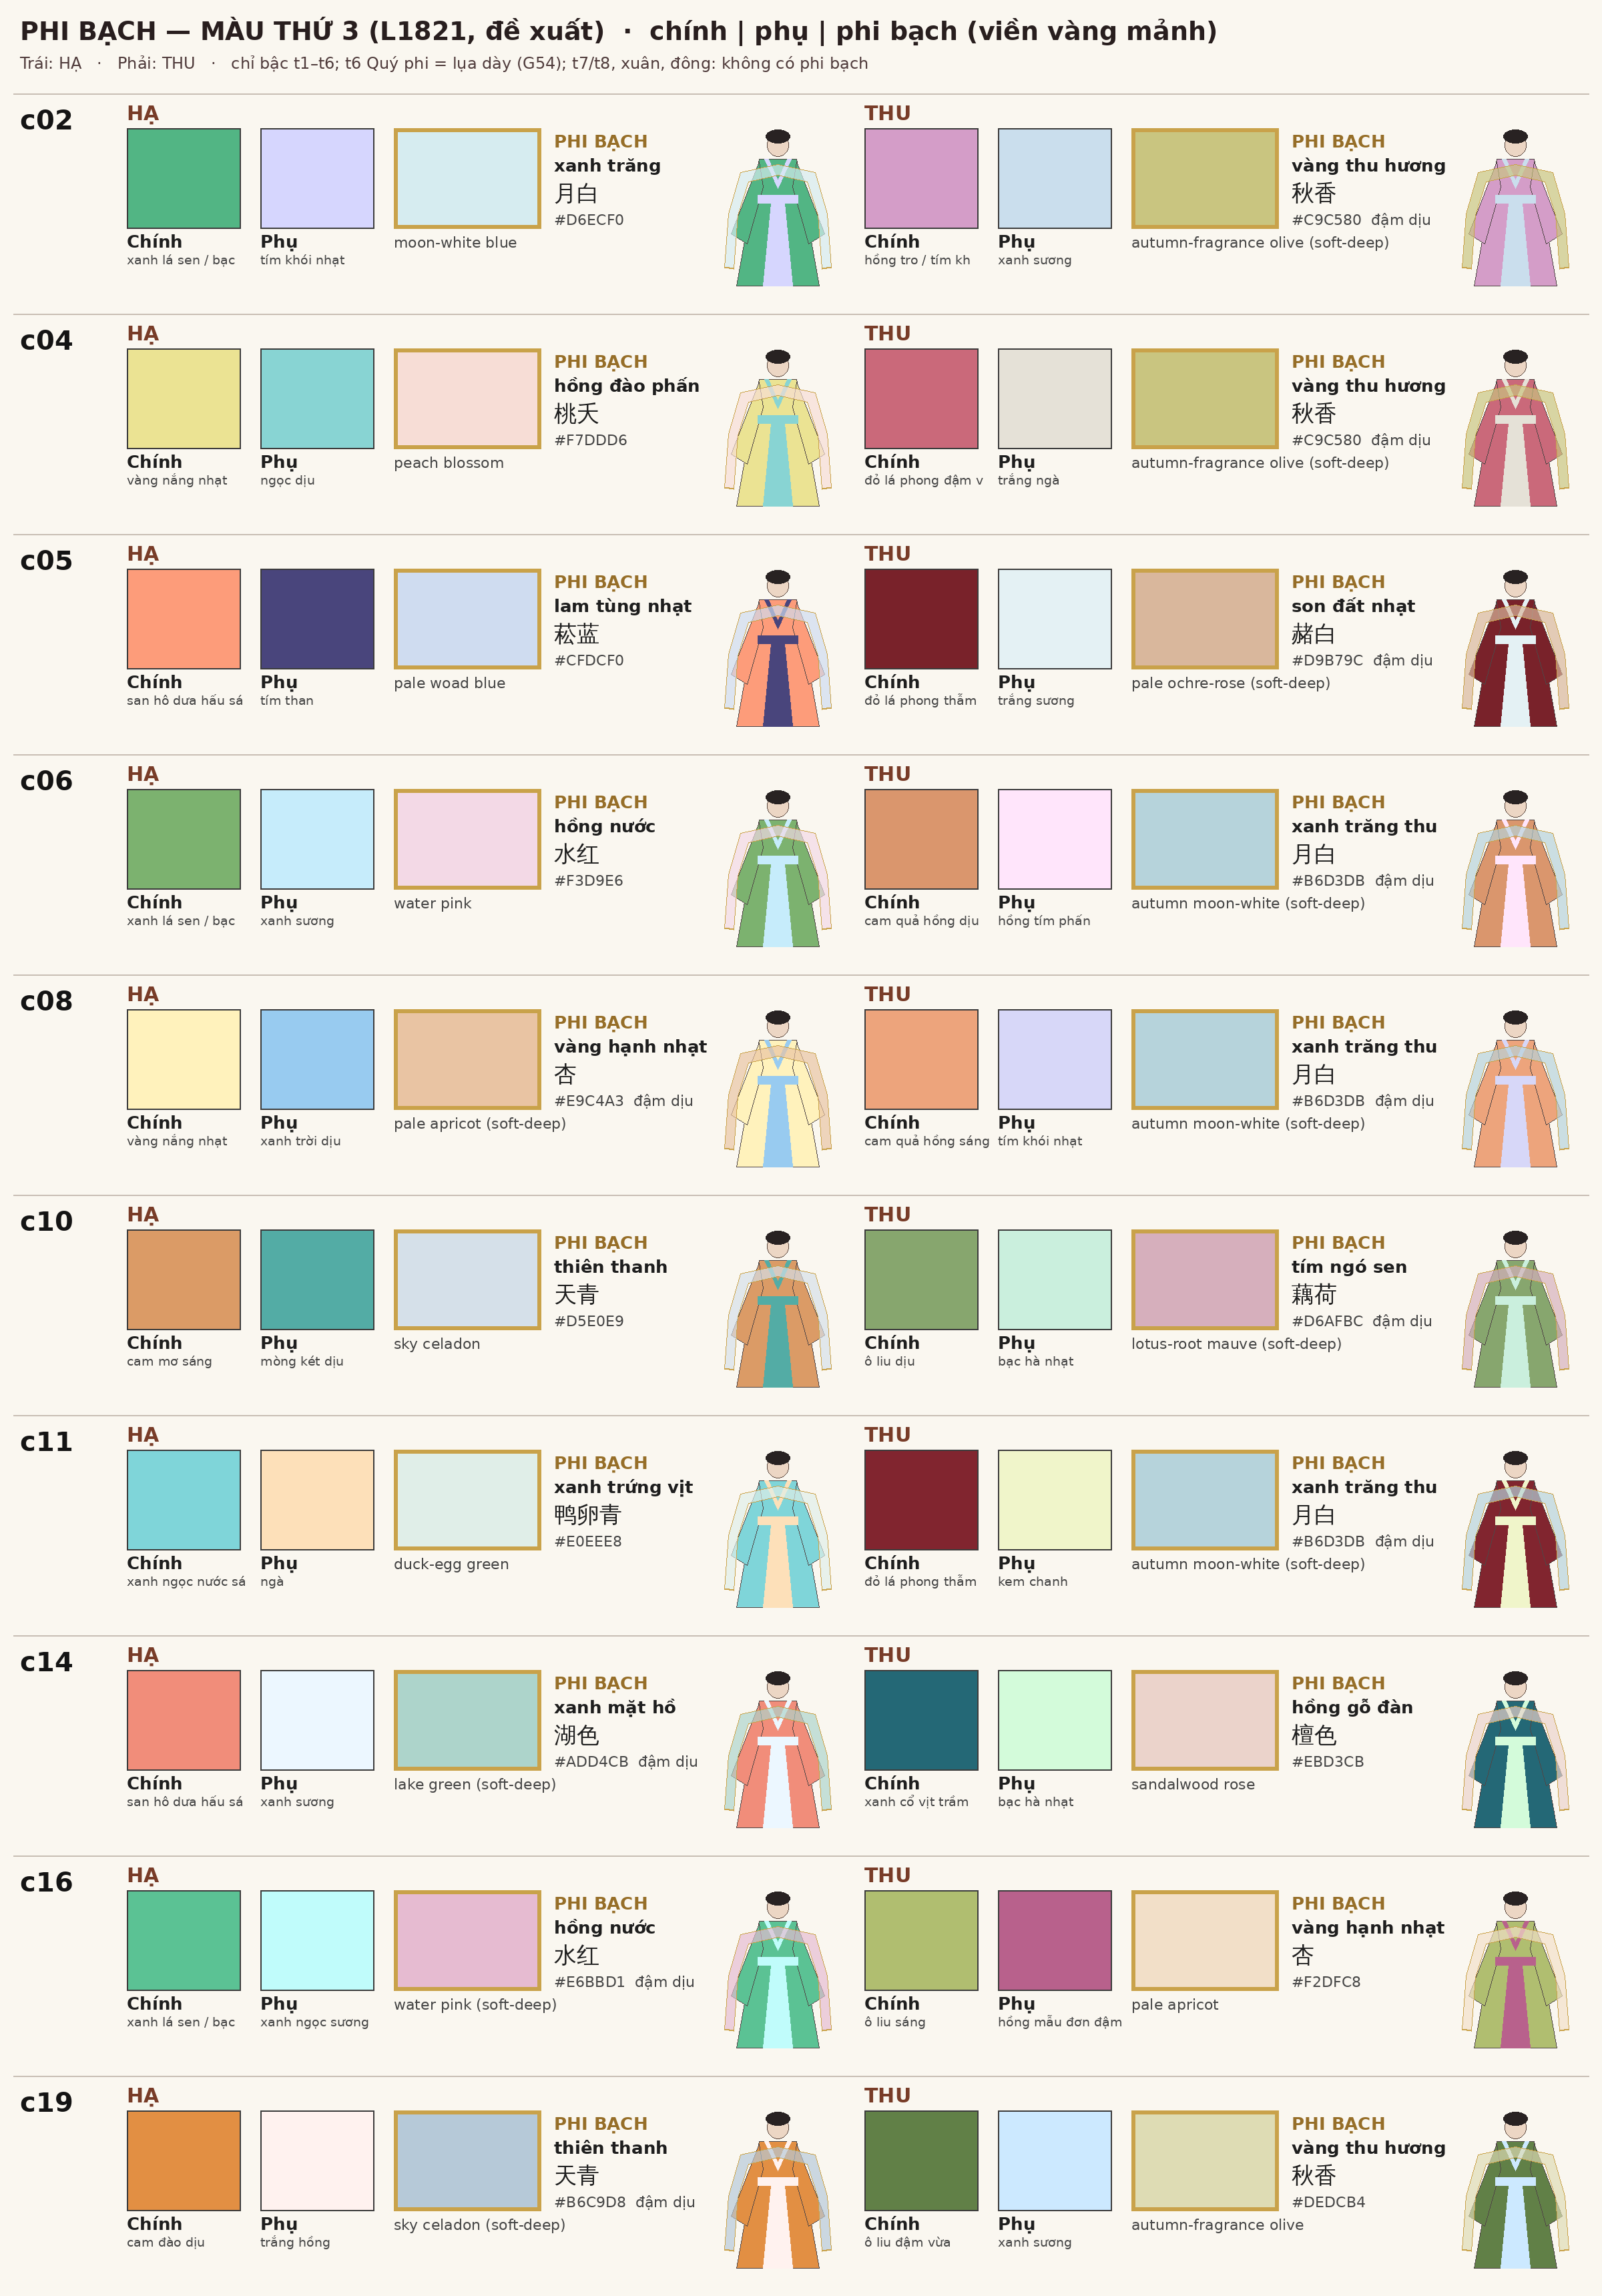 PHI BẠCH — MÀU THỨ 3 (L1821, đề xuất)  ·  chính | phụ | phi bạch (viền vàng mảnh)
Trái: HẠ   ·   Phải: THU   ·   chỉ bậc t1–t6; t6 Quý phi = lụa dày (G54); t7/t8, xuân, đông: không có phi bạch
c02
HẠ
PHI BẠCH
xanh trăng
月白
#D6ECF0
Chính
xanh lá sen / bạc
Phụ
tím khói nhạt
moon-white blue
THU
PHI BẠCH
vàng thu hương
秋香
#C9C580  đậm dịu
Chính
hồng tro / tím kh
Phụ
xanh sương
autumn-fragrance olive (soft-deep)
c04
HẠ
PHI BẠCH
hồng đào phấn
桃夭
#F7DDD6
Chính
vàng nắng nhạt
Phụ
ngọc dịu
peach blossom
THU
PHI BẠCH
vàng thu hương
秋香
#C9C580  đậm dịu
Chính
đỏ lá phong đậm v
Phụ
trắng ngà
autumn-fragrance olive (soft-deep)
c05
HẠ
PHI BẠCH
lam tùng nhạt
菘蓝
#CFDCF0
Chính
san hô dưa hấu sá
Phụ
tím than
pale woad blue
THU
PHI BẠCH
son đất nhạt
赭白
#D9B79C  đậm dịu
Chính
đỏ lá phong thẫm
Phụ
trắng sương
pale ochre-rose (soft-deep)
c06
HẠ
PHI BẠCH
hồng nước
水红
#F3D9E6
Chính
xanh lá sen / bạc
Phụ
xanh sương
water pink
THU
PHI BẠCH
xanh trăng thu
月白
#B6D3DB  đậm dịu
Chính
cam quả hồng dịu
Phụ
hồng tím phấn
autumn moon-white (soft-deep)
c08
HẠ
PHI BẠCH
vàng hạnh nhạt
杏
#E9C4A3  đậm dịu
Chính
vàng nắng nhạt
Phụ
xanh trời dịu
pale apricot (soft-deep)
THU
PHI BẠCH
xanh trăng thu
月白
#B6D3DB  đậm dịu
Chính
cam quả hồng sáng
Phụ
tím khói nhạt
autumn moon-white (soft-deep)
c10
HẠ
PHI BẠCH
thiên thanh
天青
#D5E0E9
Chính
cam mơ sáng
Phụ
mòng két dịu
sky celadon
THU
PHI BẠCH
tím ngó sen
藕荷
#D6AFBC  đậm dịu
Chính
ô liu dịu
Phụ
bạc hà nhạt
lotus-root mauve (soft-deep)
c11
HẠ
PHI BẠCH
xanh trứng vịt
鸭卵青
#E0EEE8
Chính
xanh ngọc nước sá
Phụ
ngà
duck-egg green
THU
PHI BẠCH
xanh trăng thu
月白
#B6D3DB  đậm dịu
Chính
đỏ lá phong thẫm
Phụ
kem chanh
autumn moon-white (soft-deep)
c14
HẠ
PHI BẠCH
xanh mặt hồ
湖色
#ADD4CB  đậm dịu
Chính
san hô dưa hấu sá
Phụ
xanh sương
lake green (soft-deep)
THU
PHI BẠCH
hồng gỗ đàn
檀色
#EBD3CB
Chính
xanh cổ vịt trầm
Phụ
bạc hà nhạt
sandalwood rose
c16
HẠ
PHI BẠCH
hồng nước
水红
#E6BBD1  đậm dịu
Chính
xanh lá sen / bạc
Phụ
xanh ngọc sương
water pink (soft-deep)
THU
PHI BẠCH
vàng hạnh nhạt
杏
#F2DFC8
Chính
ô liu sáng
Phụ
hồng mẫu đơn đậm
pale apricot
c19
HẠ
PHI BẠCH
thiên thanh
天青
#B6C9D8  đậm dịu
Chính
cam đào dịu
Phụ
trắng hồng
sky celadon (soft-deep)
THU
PHI BẠCH
vàng thu hương
秋香
#DEDCB4
Chính
ô liu đậm vừa
Phụ
xanh sương
autumn-fragrance olive